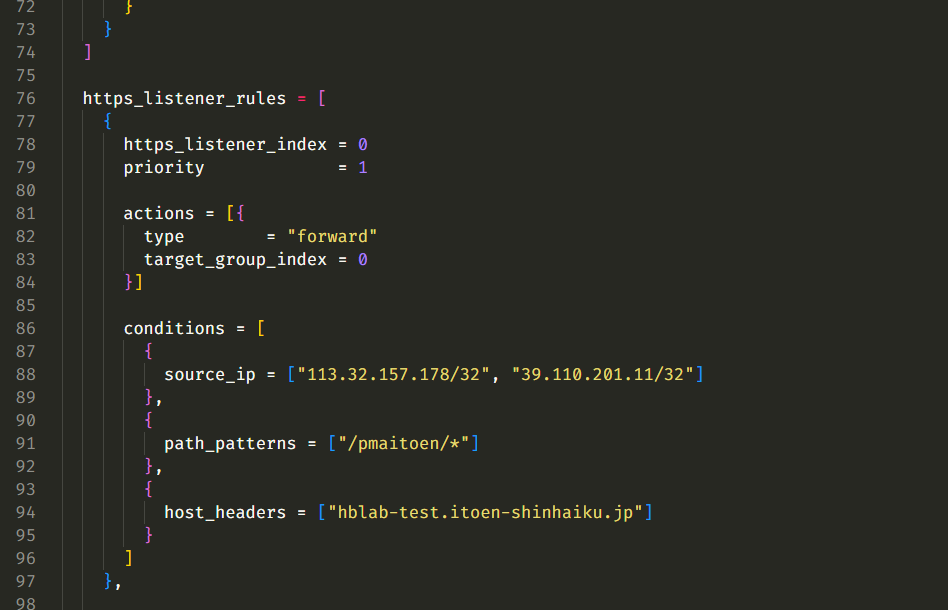 72 }
73 }
74 ]
75
76 https_listener_rules = [
77 {
78 https_listener_index = 0
79 priority = 1
80
81 actions = [{
82 type = "forward"
83 target_group_index = 0
84 }]
85
86 conditions = [
87 {
88 source_ip = ["113.32.157.178/32", "39.110.201.11/32"]
89 },
90 {
91 path_patterns = ["/pmaitoen/*"]
92 },
93 {
94 host_headers = ["hblab-test.itoen-shinhaiku.jp"]
95 }
96 ]
97 },
98